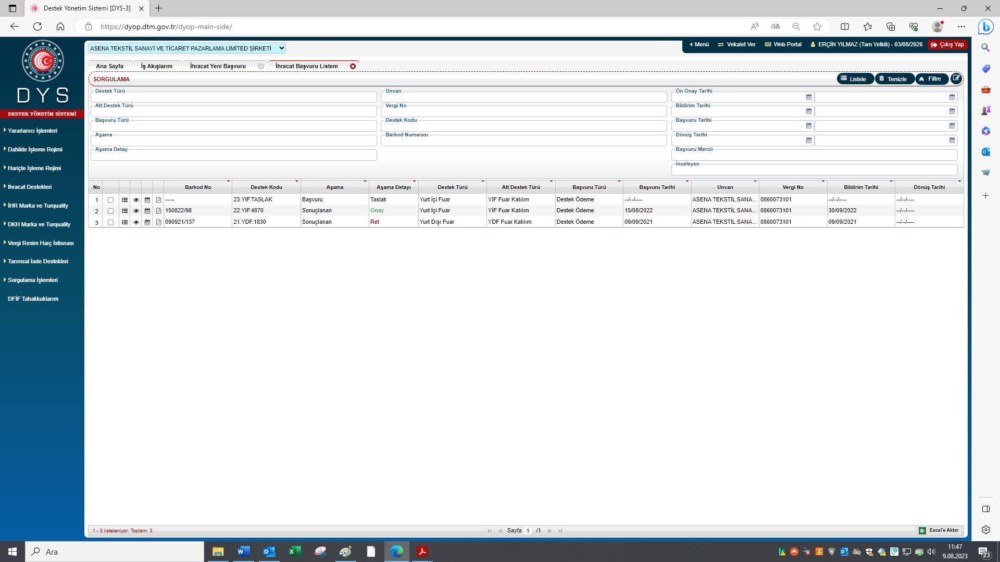 Destek Yönetim Sistemi [DYS-3]
https://dyop.dtm.gov.tr/dyop-main-side/
ASENA TEKSTİL SANAYİ VE TİCARET PAZARLAMA LİMİTED ŞİRKETİ
Menü Vekalet Ver Web Portal ERÇİN YILMAZ (Tam Yetkili) - 03/08/2026 Çıkış Yap
DYS
DESTEK YÖNETİM SİSTEMİ
Yararlanıcı İşlemleri
Dahilde İşleme Rejimi
Hariçte İşleme Rejimi
İhracat Destekleri
İHR Marka ve Turquality
DKH Marka ve Turquality
Vergi Resim Harç İstisnası
Tarımsal İade Destekleri
Sorgulama İşlemleri
DFİF Tahakkuklarım
Ana Sayfa İş Akışlarım İhracat Yeni Başvuru İhracat Başvuru Listem
SORGULAMA Listele Temizle Filtre
Destek Türü Unvan Ön Onay Tarihi
Alt Destek Türü Vergi No Bildirim Tarihi
Başvuru Türü Destek Kodu Başvuru Tarihi
Aşama Barkod Numarası Dönüş Tarihi
Aşama Detay Başvuru Mercii
İnceleyen
No Barkod No Destek Kodu Aşama Aşama Detayı Destek Türü Alt Destek Türü Başvuru Türü Başvuru Tarihi Unvan Vergi No Bildirim Tarihi Dönüş Tarihi
1 ----- 23.YIF.TASLAK Başvuru Taslak Yurt İçi Fuar YİF Fuar Katılım Destek Ödeme --/--/---- ASENA TEKSTİL SANA... 0860073101 --/--/---- --/--/----
2 150822/98 22.YIF.4870 Sonuçlanan Onay Yurt İçi Fuar YİF Fuar Katılım Destek Ödeme 15/08/2022 ASENA TEKSTİL SANA... 0860073101 30/09/2022 --/--/----
3 090921/137 21.YDF.1830 Sonuçlanan Ret Yurt Dışı Fuar YDF Fuar Katılım Destek Ödeme 09/09/2021 ASENA TEKSTİL SANA... 0860073101 09/09/2021 --/--/----
1 - 3 listeleniyor. Toplam: 3 Sayfa 1 /1 Excel'e Aktar
Ara
11:47
9.08.2023
23